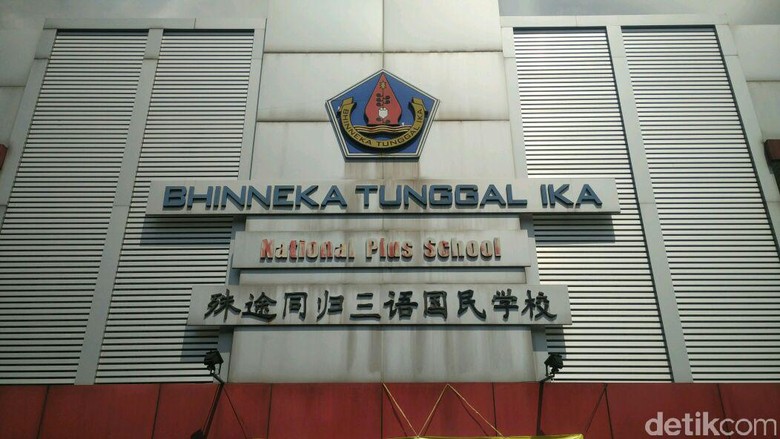 BHINNEKA TUNGGAL IKA
BHINNEKA TUNGGAL IKA
National Plus School
殊途同归三语国民学校
detikcom